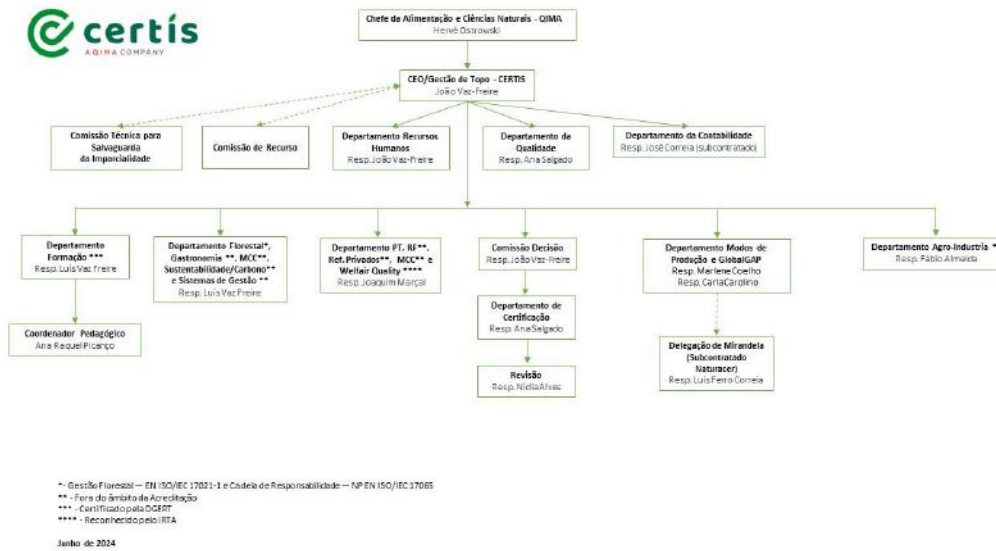 certis
A QIMA COMPANY
Chefe da Alimentação e Ciências Naturais - QIMA
Hervé Ostrowski
CEO/Gestão de Topo - CERTIS
João Vaz-Freire
Comissão Técnica para
Salvaguarda
da Imparcialidade
Comissão de Recurso
Departamento Recursos
Humanos
Resp. João Vaz-Freire
Departamento da
Qualidade
Resp. Ana Salgado
Departamento da Contabilidade
Resp. José Correia (subcontratado)
Departamento
Formação ***
Resp. Luís Vaz Freire
Departamento Florestal*,
Gastronomia **, MCC**,
Sustentabilidade/Carbono**
e Sistemas de Gestão **
Resp. Luís Vaz Freire
Departamento PT, RF**,
Ref. Privados**, MCC** e
Welfair Quality ****
Resp. Joaquim Marçal
Comissão Decisão
Resp. João Vaz-Freire
Departamento Modos de
Produção e GlobalGAP
Resp. Marlene Coelho
Resp. Carla Carolino
Departamento Agro-Industria *
Resp. Fábio Almeida
Coordenador Pedagógico
Ana Raquel Picanço
Departamento de
Certificação
Resp. Ana Salgado
Delegação de Mirandela
(Subcontratado
Naturacer)
Resp. Luis Ferro Correia
Revisão
Resp. Nídia Alves
*- Gestão Florestal — EN ISO/IEC 17021-1 e Cadeia de Responsabilidade — NP EN ISO/IEC 17065
** - Fora do âmbito da Acreditação
*** - Certificado pela DGERT
**** - Reconhecido pelo IRTA
Junho de 2024